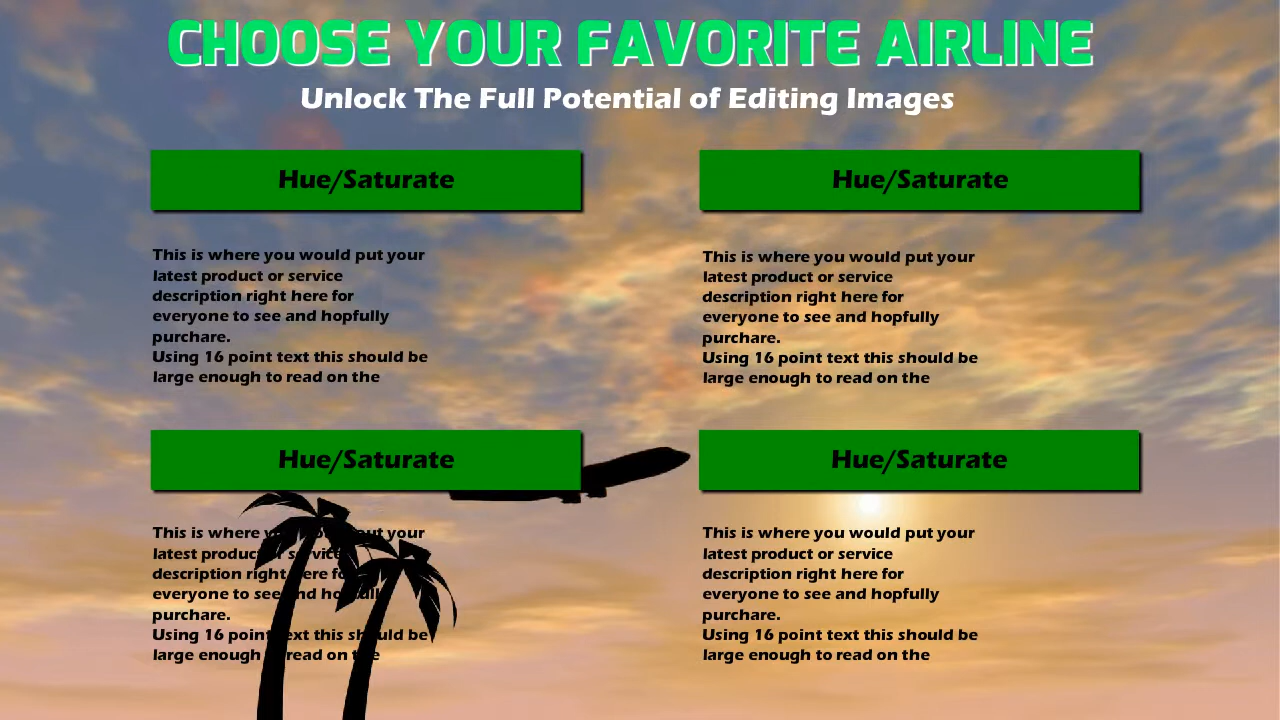 CHOOSE YOUR FAVORITE AIRLINE
Unlock The Full Potential of Editing Images
Hue/Saturate
This is where you would put your
latest product or service
description right here for
everyone to see and hopfully
purchare.
Using 16 point text this should be
large enough to read on the
Hue/Saturate
This is where you would put your
latest product or service
description right here for
everyone to see and hopfully
purchare.
Using 16 point text this should be
large enough to read on the
Hue/Saturate
This is where put your
latest product service
description right here for
everyone to see and hopfully
purchare.
Using 16 point text this should be
large enough read on the
Hue/Saturate
This is where you would put your
latest product or service
description right here for
everyone to see and hopfully
purchare.
Using 16 point text this should be
large enough to read on the